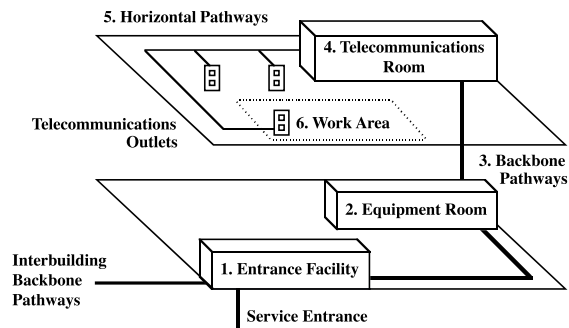 5. Horizontal Pathways
4. Telecommunications
Room
Telecommunications
Outlets
6. Work Area
3. Backbone
Pathways
2. Equipment Room
1. Entrance Facility
Interbuilding
Backbone
Pathways
Service Entrance